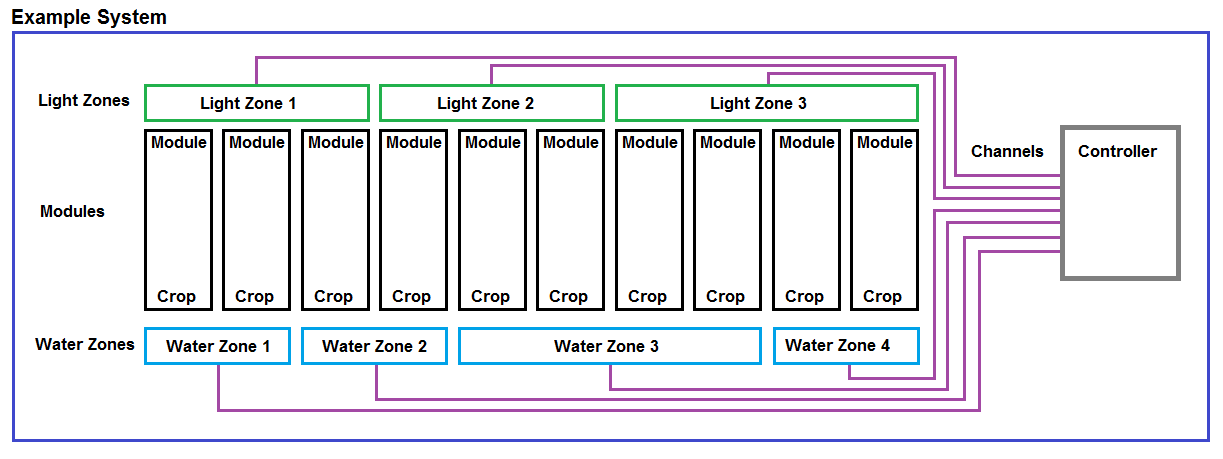 Example System
Light Zones
Light Zone 1
Light Zone 2
Light Zone 3
Module Module Module Module Module Module Module Module Module Module
Channels
Controller
Modules
Crop Crop Crop Crop Crop Crop Crop Crop Crop Crop
Water Zones
Water Zone 1
Water Zone 2
Water Zone 3
Water Zone 4